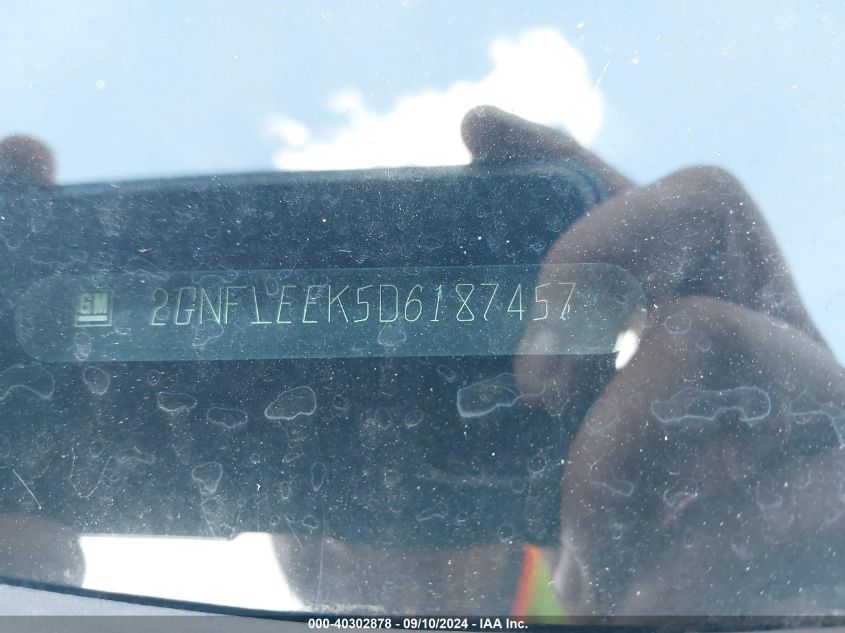 GM 2GNFLEEK5D6187457
000-40302878 - 09/10/2024 - IAA Inc.